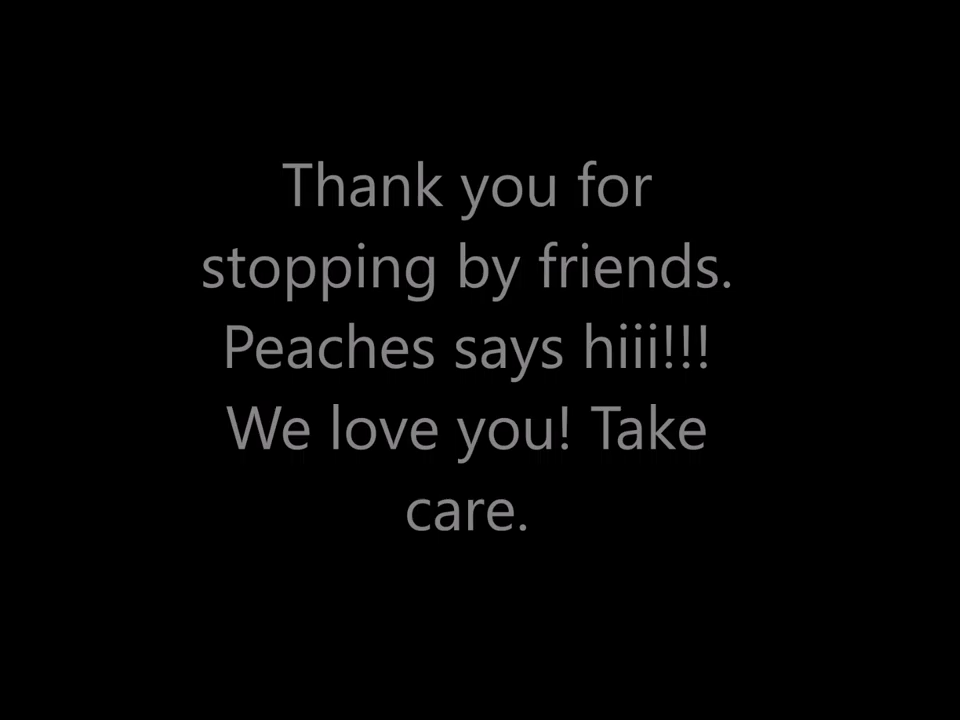 Thank you for
stopping by friends.
Peaches says hiii!!!
We love you! Take
care.